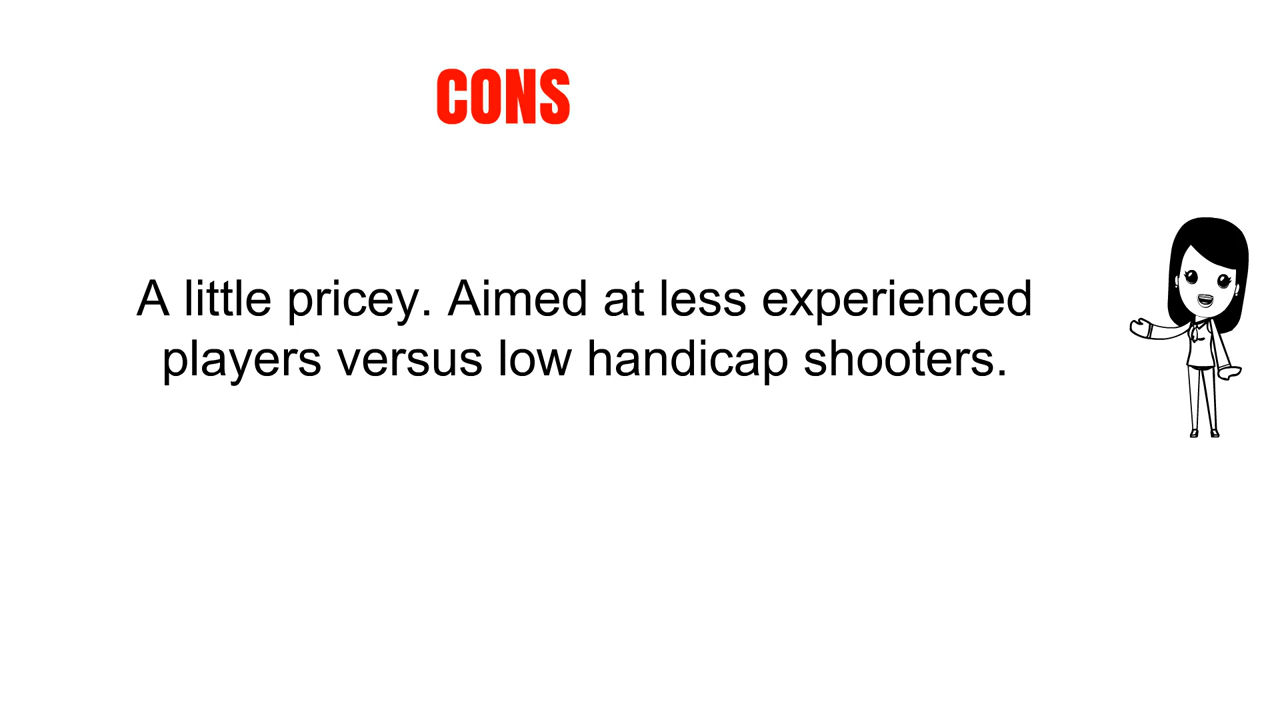 CONS
A little pricey. Aimed at less experienced
players versus low handicap shooters.